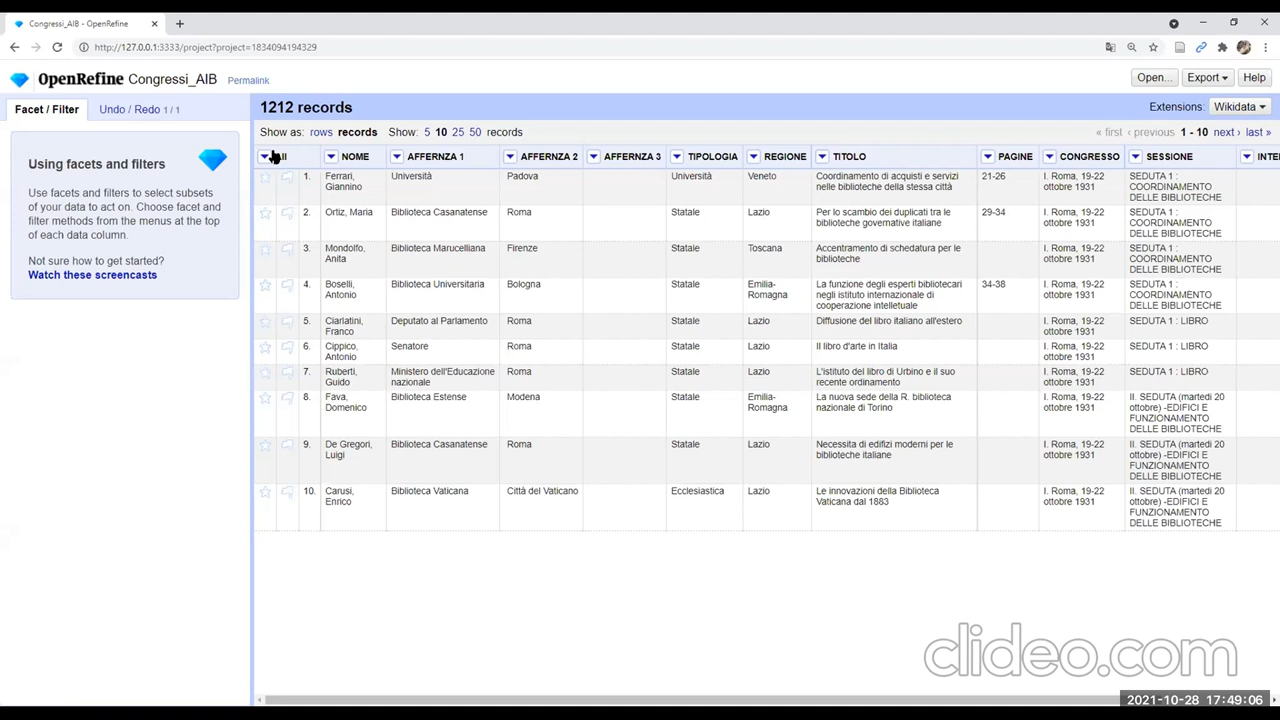 Congressi_AIB - OpenRefine
http://127.0.0.1:3333/project?project=1834094194329
OpenRefine Congressi_AIB Permalink
Open... Export Help
Facet / Filter Undo / Redo 1 / 1
1212 records
Extensions: Wikidata
Show as: rows records Show: 5 10 25 50 records
« first ‹ previous 1 - 10 next › last »
Using facets and filters
Use facets and filters to select subsets
of your data to act on. Choose facet and
filter methods from the menus at the top
of each data column.
Not sure how to get started?
Watch these screencasts
NOME AFFERNZA 1 AFFERNZA 2 AFFERNZA 3 TIPOLOGIA REGIONE TITOLO PAGINE CONGRESSO SESSIONE
1. Ferrari, Università Padova Università Veneto Coordinamento di acquisti e servizi 21-26 I. Roma, 19-22 SEDUTA 1 :
Giannino nelle biblioteche della stessa città ottobre 1931 COORDINAMENTO
DELLE BIBLIOTECHE
2. Ortiz, Maria Biblioteca Casanatense Roma Statale Lazio Per lo scambio dei duplicati tra le 29-34 I. Roma, 19-22 SEDUTA 1 :
biblioteche governative italiane ottobre 1931 COORDINAMENTO
DELLE BIBLIOTECHE
3. Mondolfo, Biblioteca Marucelliana Firenze Statale Toscana Accentramento di schedatura per le I. Roma, 19-22 SEDUTA 1 :
Anita biblioteche ottobre 1931 COORDINAMENTO
DELLE BIBLIOTECHE
4. Boselli, Biblioteca Universitaria Bologna Statale Emilia- La funzione degli esperti bibliotecari 34-38 I. Roma, 19-22 SEDUTA 1 :
Antonio Romagna negli istituto internazionale di ottobre 1931 COORDINAMENTO
cooperazione intelletuale DELLE BIBLIOTECHE
5. Ciarlatini, Deputato al Parlamento Roma Statale Lazio Diffusione del libro italiano all'estero I. Roma, 19-22 SEDUTA 1 : LIBRO
Franco ottobre 1931
6. Cippico, Senatore Roma Statale Lazio Il libro d'arte in Italia I. Roma, 19-22 SEDUTA 1 : LIBRO
Antonio ottobre 1931
7. Ruberti, Ministero dell'Educazione Roma Statale Lazio L'istituto del libro di Urbino e il suo I. Roma, 19-22 SEDUTA 1 : LIBRO
Guido nazionale recente ordinamento ottobre 1931
8. Fava, Biblioteca Estense Modena Statale Emilia- La nuova sede della R. biblioteca I. Roma, 19-22 II. SEDUTA (martedì 20
Domenico Romagna nazionale di Torino ottobre 1931 ottobre) -EDIFICI E
FUNZIONAMENTO
DELLE BIBLIOTECHE
9. De Gregori, Biblioteca Casanatense Roma Statale Lazio Necessita di edifizi moderni per le I. Roma, 19-22 II. SEDUTA (martedì 20
Luigi biblioteche italiane ottobre 1931 ottobre) -EDIFICI E
FUNZIONAMENTO
DELLE BIBLIOTECHE
10. Carusi, Biblioteca Vaticana Città del Vaticano Ecclesiastica Lazio Le innovazioni della Biblioteca I. Roma, 19-22 II. SEDUTA (martedì 20
Enrico Vaticana dal 1883 ottobre 1931 ottobre) -EDIFICI E
FUNZIONAMENTO
DELLE BIBLIOTECHE
clideo.com
2021-10-28 17:49:06